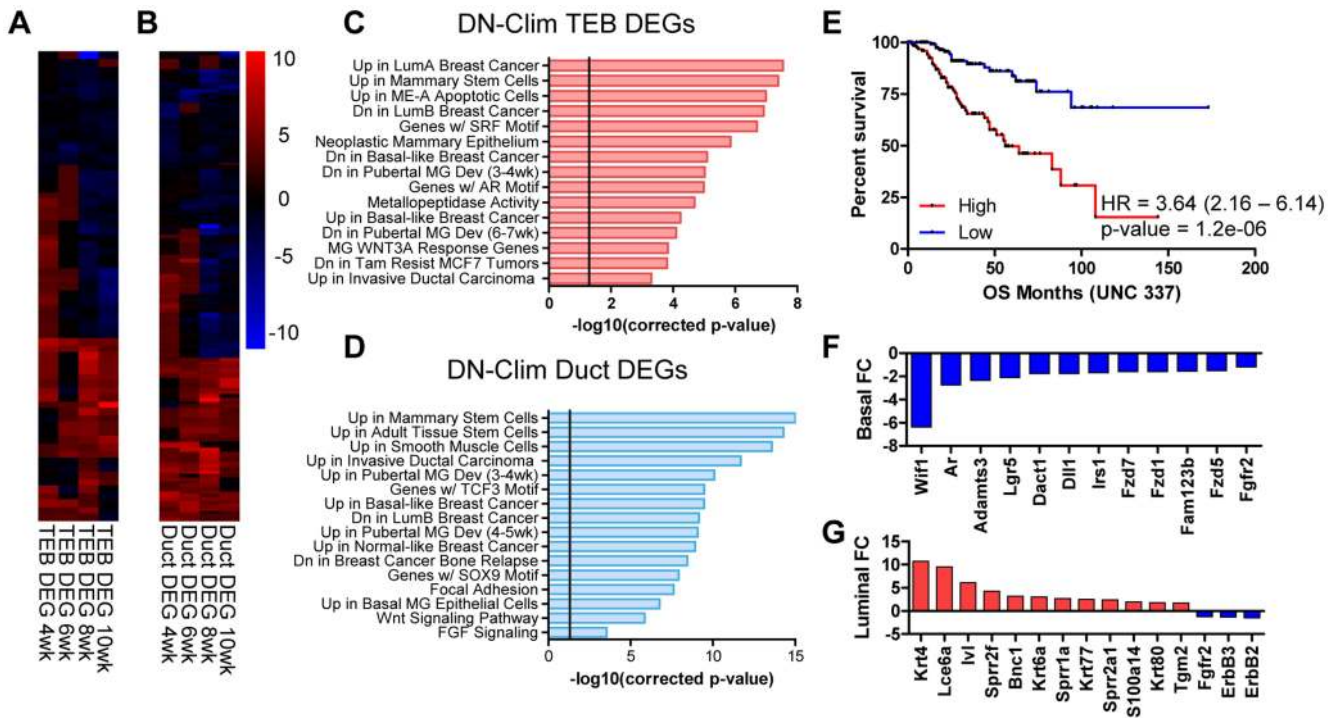 A
B
10
5
0
-5
-10
TEB DEG 4wk
TEB DEG 6wk
TEB DEG 8wk
TEB DEG 10wk
Duct DEG 4wk
Duct DEG 6wk
Duct DEG 8wk
Duct DEG 10wk
C
DN-Clim TEB DEGs
Up in LumA Breast Cancer
Up in Mammary Stem Cells
Up in ME-A Apoptotic Cells
Dn in LumB Breast Cancer
Genes w/ SRF Motif
Neoplastic Mammary Epithelium
Dn in Basal-like Breast Cancer
Dn in Pubertal MG Dev (3-4wk)
Genes w/ AR Motif
Metallopeptidase Activity
Up in Basal-like Breast Cancer
Dn in Pubertal MG Dev (6-7wk)
MG WNT3A Response Genes
Dn in Tam Resist MCF7 Tumors
Up in Invasive Ductal Carcinoma
0 2 4 6 8
-log10(corrected p-value)
D
DN-Clim Duct DEGs
Up in Mammary Stem Cells
Up in Adult Tissue Stem Cells
Up in Smooth Muscle Cells
Up in Invasive Ductal Carcinoma
Up in Pubertal MG Dev (3-4wk)
Genes w/ TCF3 Motif
Up in Basal-like Breast Cancer
Dn in LumB Breast Cancer
Up in Pubertal MG Dev (4-5wk)
Up in Normal-like Breast Cancer
Dn in Breast Cancer Bone Relapse
Genes w/ SOX9 Motif
Focal Adhesion
Up in Basal MG Epithelial Cells
Wnt Signaling Pathway
FGF Signaling
0 5 10 15
-log10(corrected p-value)
E
Percent survival
100
75
50
25
0
High
Low
HR = 3.64 (2.16 – 6.14)
p-value = 1.2e-06
0 50 100 150 200
OS Months (UNC 337)
F
Basal FC
0
-2
-4
-6
-8
Wif1
Ar
Adamts3
Lgr5
Dact1
Dll1
Irs1
Fzd7
Fzd1
Fam123b
Fzd5
Fgfr2
G
Luminal FC
15
10
5
0
-5
Krt4
Lce6a
Ivl
Sprr2f
Bnc1
Krt6a
Sprr1a
Krt77
Sprr2a1
S100a14
Krt80
Tgm2
Fgfr2
ErbB3
ErbB2